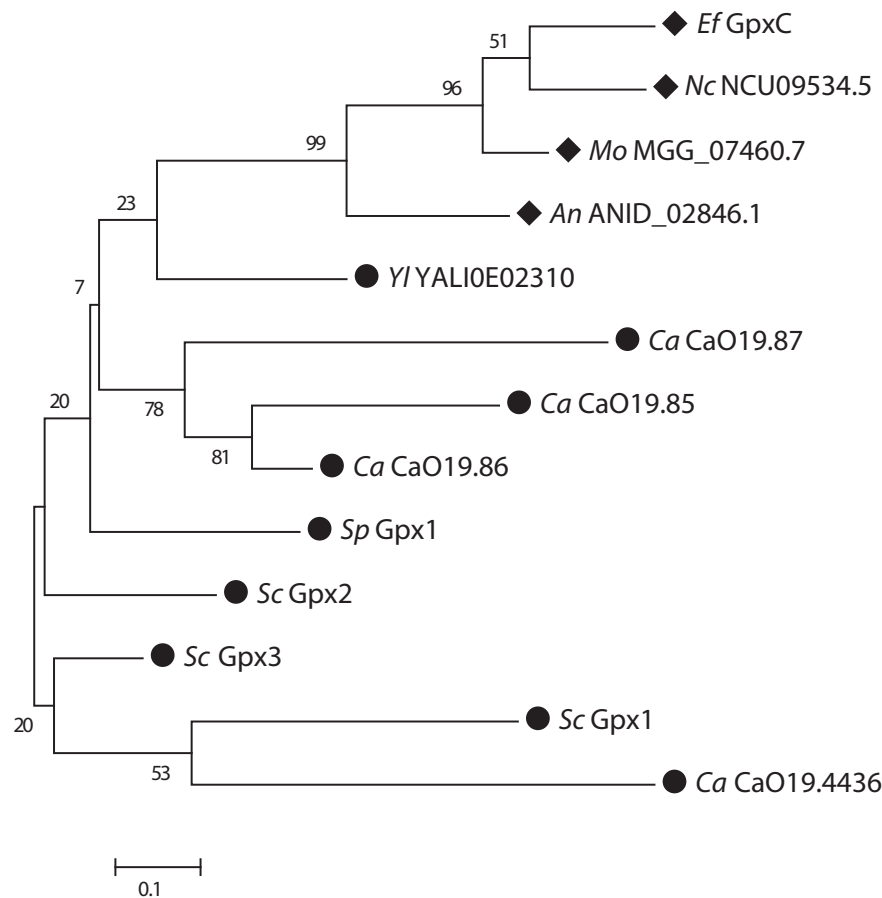 Ef GpxC
51
Nc NCU09534.5
96
Mo MGG_07460.7
99
An ANID_02846.1
23
Yl YALI0E02310
7
Ca CaO19.87
20
Ca CaO19.85
78
81
Ca CaO19.86
Sp Gpx1
Sc Gpx2
Sc Gpx3
20
Sc Gpx1
53
Ca CaO19.4436
0.1